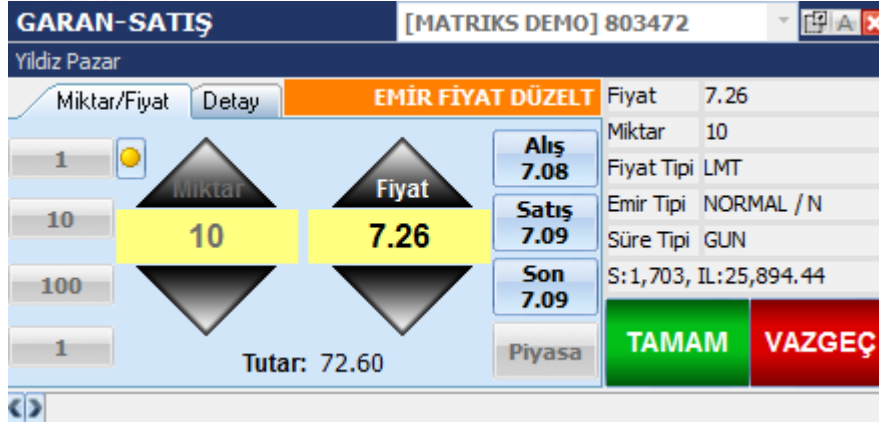 GARAN-SATIŞ [MATRIKS DEMO] 803472 A
Yildiz Pazar
Miktar/Fiyat Detay EMİR FİYAT DÜZELT
1
10
100
1
Miktar
10
Fiyat
7.26
Tutar: 72.60
Alış
7.08
Satış
7.09
Son
7.09
Piyasa
Fiyat 7.26
Miktar 10
Fiyat Tipi LMT
Emir Tipi NORMAL / N
Süre Tipi GUN
S:1,703, IL:25,894.44
TAMAM VAZGEÇ